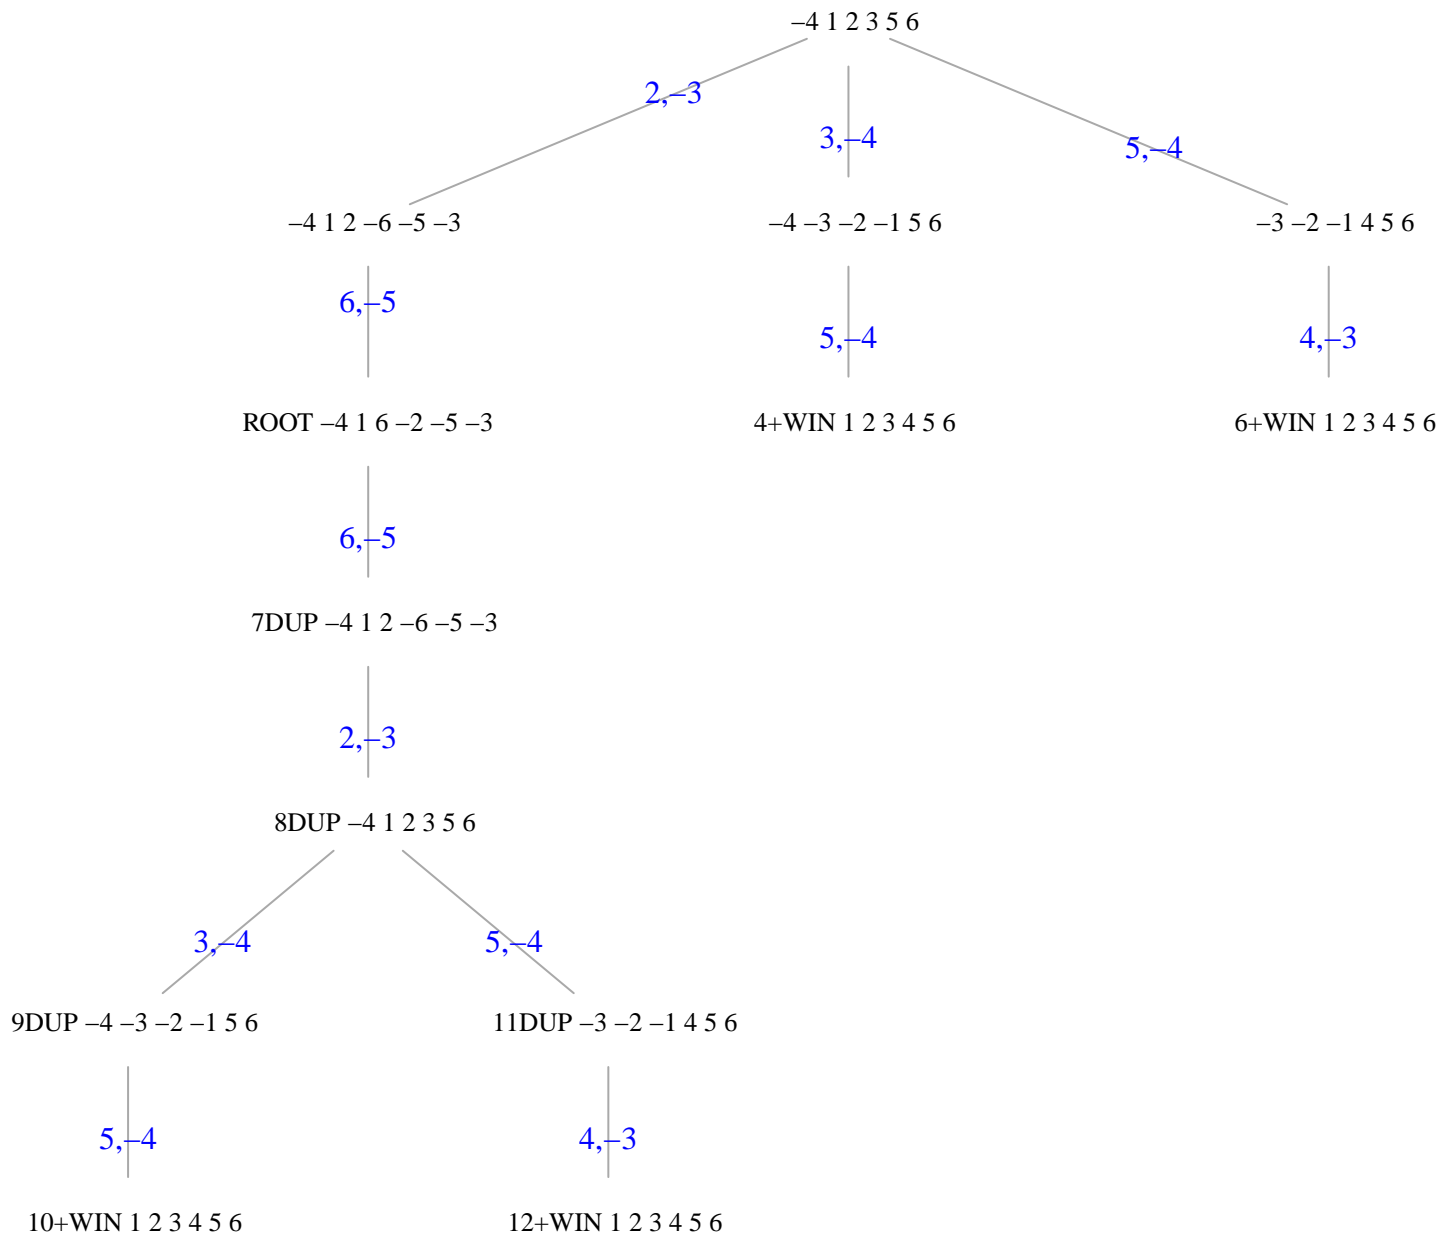 –4 1 2 3 5 6
2,–3
3,–4
5,–4
–4 1 2 –6 –5 –3
–4 –3 –2 –1 5 6
–3 –2 –1 4 5 6
6,–5
5,–4
4,–3
ROOT –4 1 6 –2 –5 –3
4+WIN 1 2 3 4 5 6
6+WIN 1 2 3 4 5 6
6,–5
7DUP –4 1 2 –6 –5 –3
2,–3
8DUP –4 1 2 3 5 6
3,–4
5,–4
9DUP –4 –3 –2 –1 5 6
11DUP –3 –2 –1 4 5 6
5,–4
4,–3
10+WIN 1 2 3 4 5 6
12+WIN 1 2 3 4 5 6